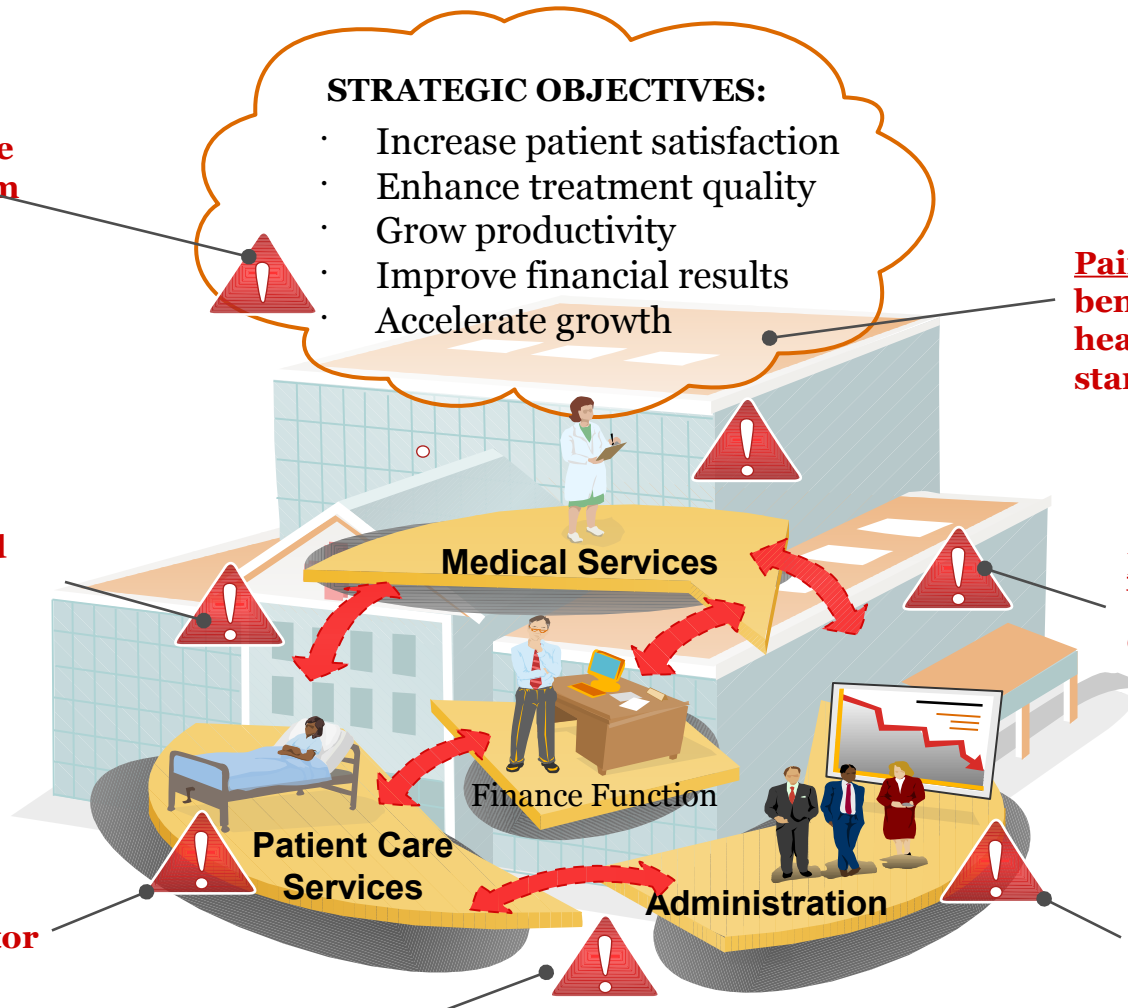 STRATEGIC OBJECTIVES:
· Increase patient satisfaction
· Enhance treatment quality
· Grow productivity
· Improve financial results
· Accelerate growth
Medical Services
Finance Function
Patient Care
Services
Administration